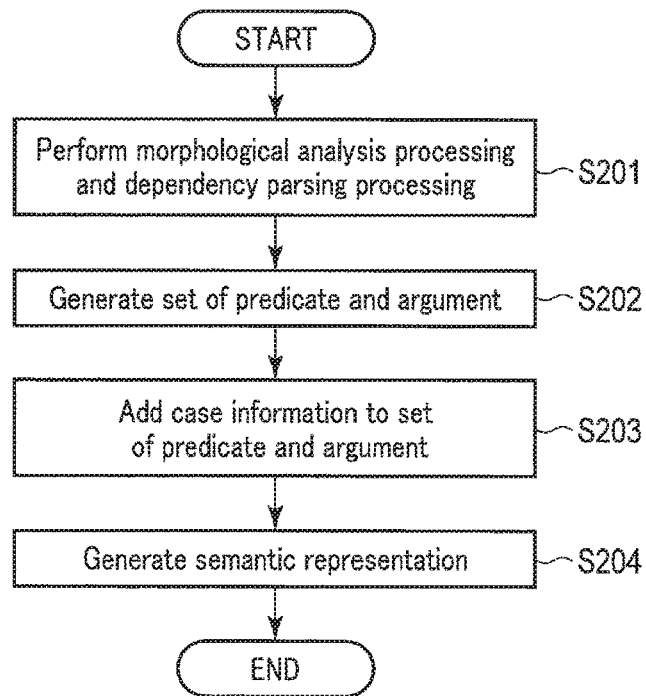 START
Perform morphological analysis processing
and dependency parsing processing
S201
Generate set of predicate and argument
S202
Add case information to set
of predicate and argument
S203
Generate semantic representation
S204
END